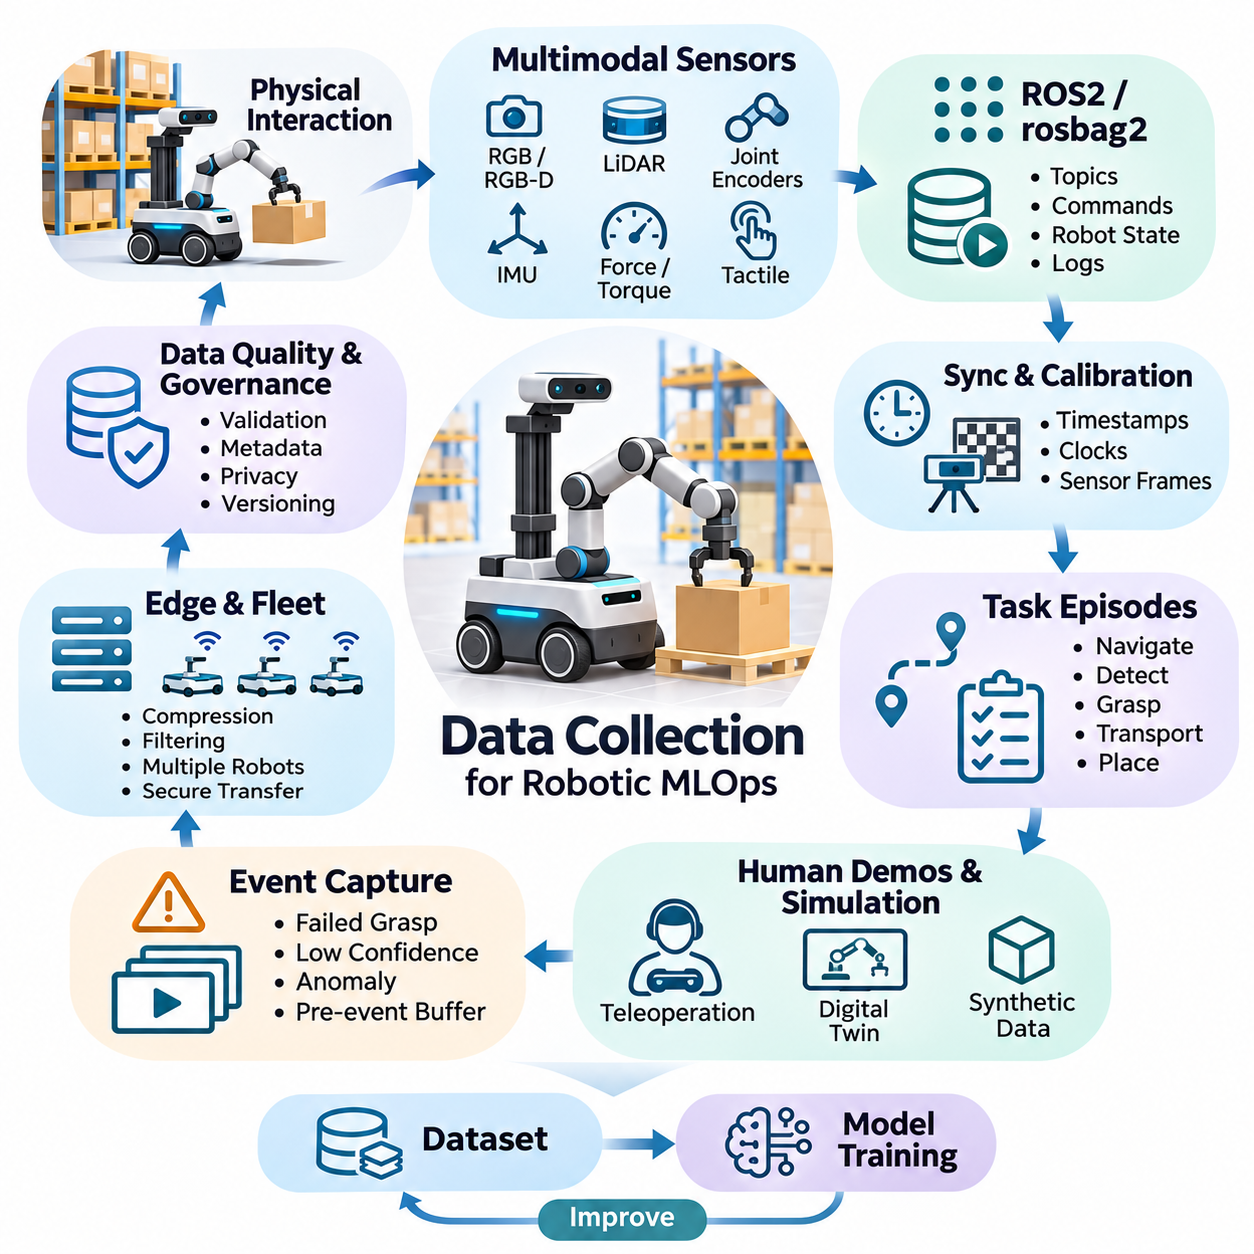 Physical
Interaction
Multimodal Sensors
RGB /
RGB-D
LiDAR
Joint
Encoders
IMU
Force /
Torque
Tactile
ROS2 /
rosbag2
• Topics
• Commands
• Robot State
• Logs
Sync & Calibration
• Timestamps
• Clocks
• Sensor Frames
Task Episodes
• Navigate
• Detect
• Grasp
• Transport
• Place
Human Demos &
Simulation
Teleoperation
Digital
Twin
Synthetic
Data
Event Capture
• Failed Grasp
• Low Confidence
• Anomaly
• Pre-event Buffer
Edge & Fleet
• Compression
• Filtering
• Multiple Robots
• Secure Transfer
Data Quality &
Governance
• Validation
• Metadata
• Privacy
• Versioning
Data Collection
for Robotic MLOps
Dataset
Model
Training
Improve